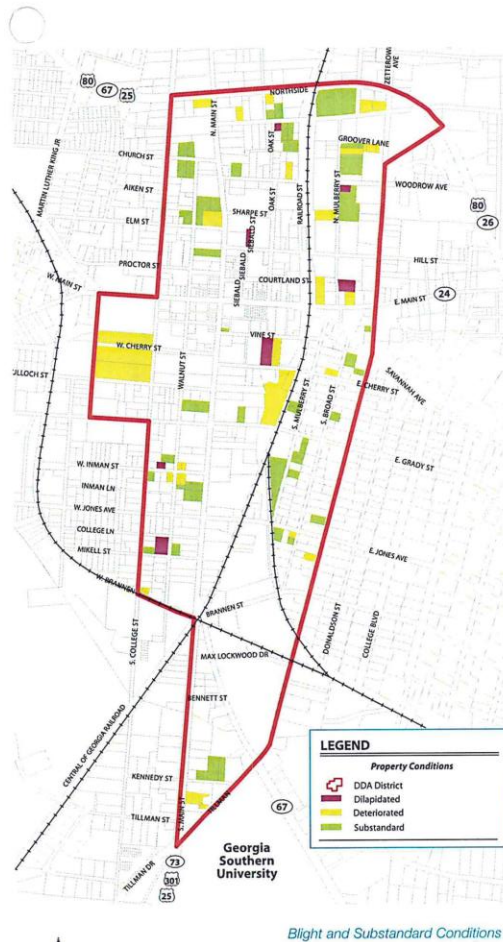 ZETTEROWER AVE
80
67
25
NORTHSIDE
N. MAIN ST
OAK ST
GROOVER LANE
MARTIN LUTHER KING JR
CHURCH ST
AIKEN ST
ELM ST
PROCTOR ST
W. MAIN ST
SHARPE ST
OAK ST
RAILROAD ST
N. MULBERRY ST
WOODROW AVE
80
26
SIEBALD ST
SIEBALD
SIEBALD
COURTLAND ST
HILL ST
E. MAIN ST
24
VINE ST
W. CHERRY ST
WALNUT ST
ULLOCH ST
S. MULBERRY ST
S. BROAD ST
E. CHERRY ST
SAVANNAH AVE
W. INMAN ST
INMAN LN
W. JONES AVE
COLLEGE LN
MIKELL ST
E. GRADY ST
E. JONES AVE
W. BRANNEN
BRANNEN ST
S. COLLEGE ST
MAX LOCKWOOD DR
DONALDSON ST
COLLEGE BLVD
BENNETT ST
CENTRAL OF GEORGIA RAILROAD
KENNEDY ST
TILLMAN ST
S. MAIN ST
TILLMAN
TILLMAN DR
67
73
301
25
Georgia
Southern
University
LEGEND
Property Conditions
DDA District
Dilapidated
Deteriorated
Substandard
Blight and Substandard Conditions